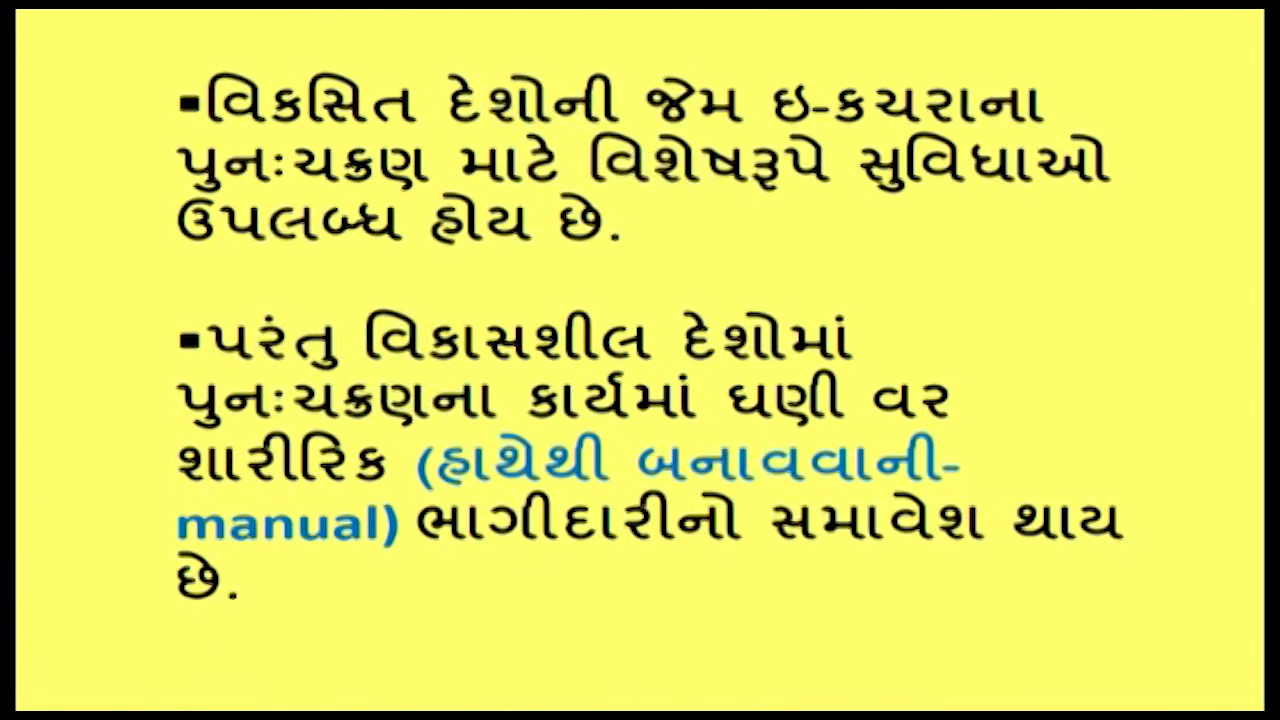 ▪વિકસિત દેશોની જેમ ઇ-કચરાના
પુનઃચક્રણ માટે વિશેષરૂપે સુવિધાઓ
ઉપલબ્ધ હોય છે.
▪પરંતુ વિકાસશીલ દેશોમાં
પુનઃચક્રણના કાર્યમાં ઘણી વર
શારીરિક (હાથેથી બનાવવાની-
manual) ભાગીદારીનો સમાવેશ થાય
છે.